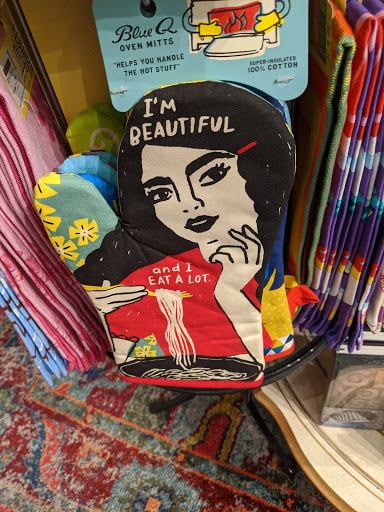 Blue Q
OVEN MITTS
"HELPS YOU HANDLE
THE HOT STUFF"
SUPER-INSULATED
100% COTTON
I'M
BEAUTIFUL
and I
EAT A LOT.